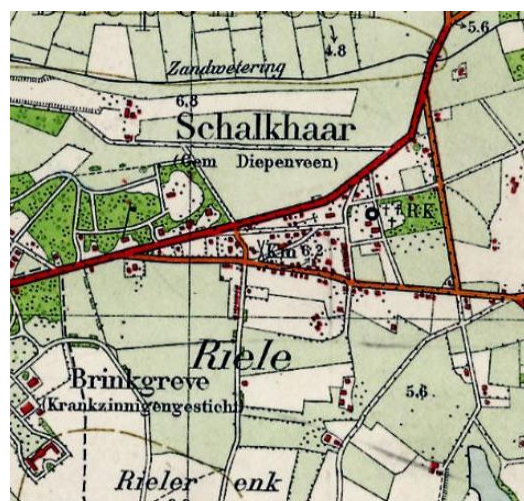 5.6
4.8
Zandwetering
6.8
Schalkhaar
(Gem Diepenveen)
R.K.
Km 6.2
Riele
Brinkgreve
(Krankzinnigengesticht)
5.6
Rieler enk